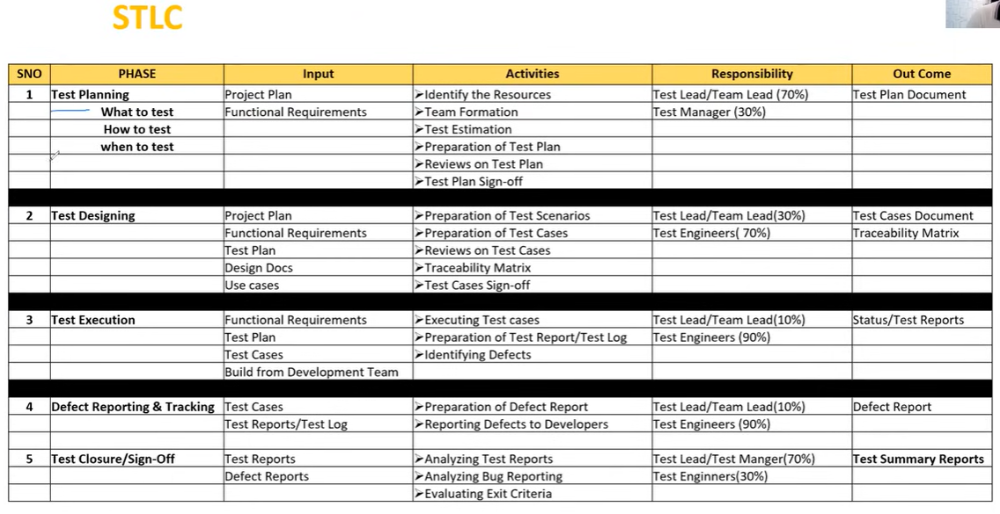 STLC
SNO PHASE Input Activities Responsibility Out Come
1 Test Planning Project Plan ➢Identify the Resources Test Lead/Team Lead (70%) Test Plan Document
What to test Functional Requirements ➢Team Formation Test Manager (30%)
How to test ➢Test Estimation
when to test ➢Preparation of Test Plan
➢Reviews on Test Plan
➢Test Plan Sign-off
2 Test Designing Project Plan ➢Preparation of Test Scenarios Test Lead/Team Lead(30%) Test Cases Document
Functional Requirements ➢Preparation of Test Cases Test Engineers( 70%) Traceability Matrix
Test Plan ➢Reviews on Test Cases
Design Docs ➢Traceability Matrix
Use cases ➢Test Cases Sign-off
3 Test Execution Functional Requirements ➢Executing Test cases Test Lead/Team Lead(10%) Status/Test Reports
Test Plan ➢Preparation of Test Report/Test Log Test Engineers (90%)
Test Cases ➢Identifying Defects
Build from Development Team
4 Defect Reporting & Tracking Test Cases ➢Preparation of Defect Report Test Lead/Team Lead(10%) Defect Report
Test Reports/Test Log ➢Reporting Defects to Developers Test Engineers (90%)
5 Test Closure/Sign-Off Test Reports ➢Analyzing Test Reports Test Lead/Test Manger(70%) Test Summary Reports
Defect Reports ➢Analyzing Bug Reporting Test Enginners(30%)
➢Evaluating Exit Criteria